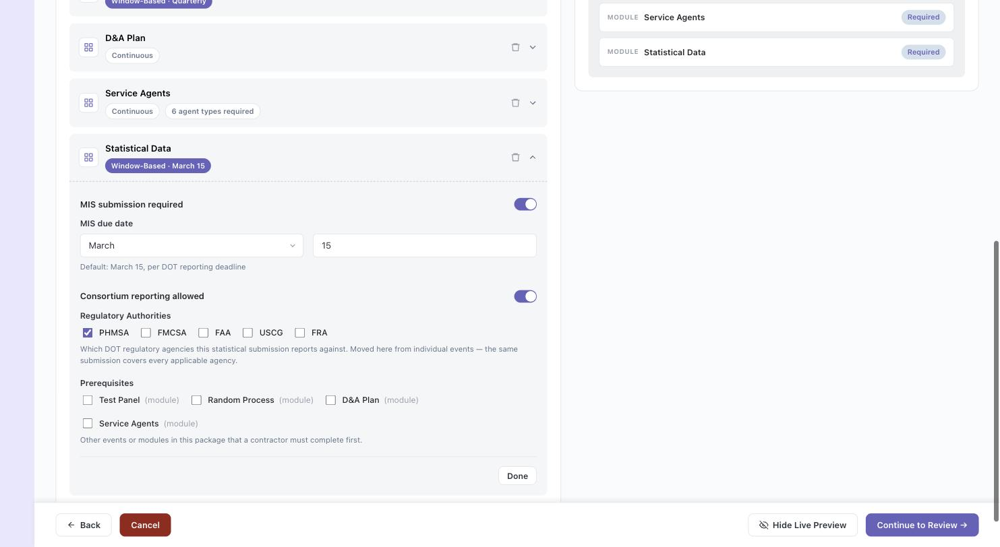 Window-Based · Quarterly
D&A Plan
Continuous
Service Agents
Continuous
6 agent types required
Statistical Data
Window-Based · March 15
MIS submission required
MIS due date
March
15
Default: March 15, per DOT reporting deadline
Consortium reporting allowed
Regulatory Authorities
PHMSA FMCSA FAA USCG FRA
Which DOT regulatory agencies this statistical submission reports against. Moved here from individual events — the same
submission covers every applicable agency.
Prerequisites
Test Panel (module) Random Process (module) D&A Plan (module)
Service Agents (module)
Other events or modules in this package that a contractor must complete first.
Done
MODULE Service Agents Required
MODULE Statistical Data Required
← Back
Cancel
Hide Live Preview
Continue to Review →